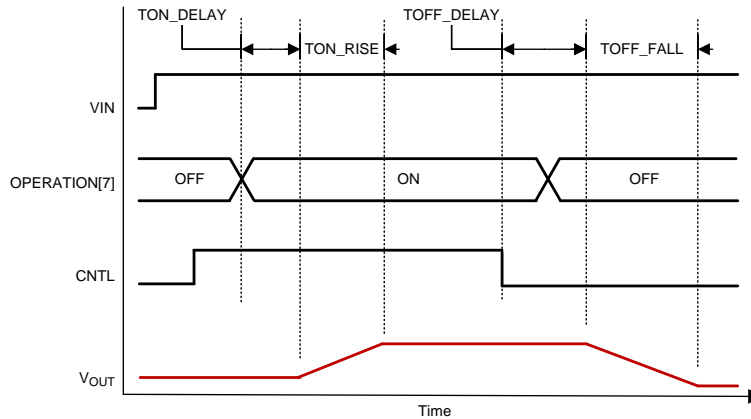 TON_DELAY
TOFF_DELAY
TON_RISE
TOFF_FALL
VIN
OPERATION[7]
OFF
ON
OFF
CNTL
VOUT
Time